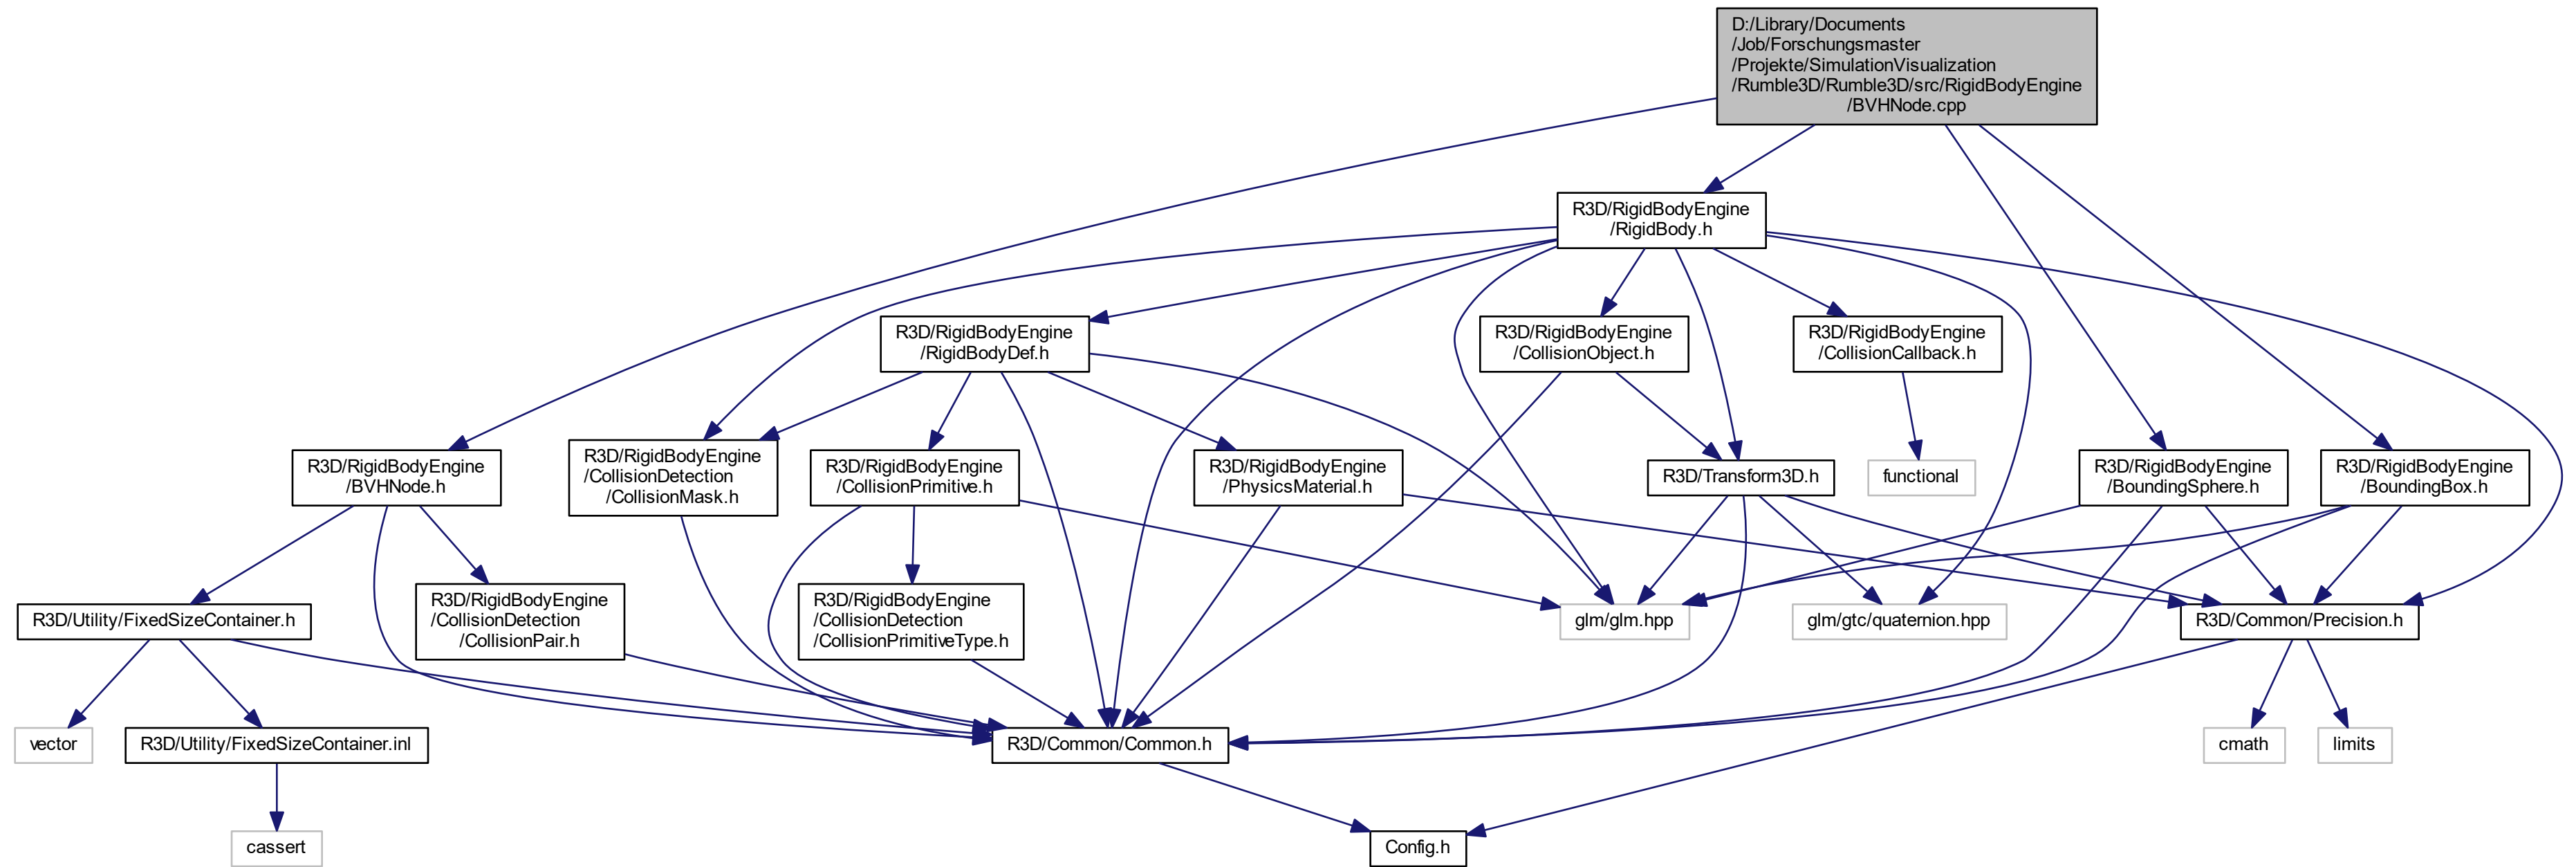 D:/Library/Documents
/Job/Forschungsmaster
/Projekte/SimulationVisualization
/Rumble3D/Rumble3D/src/RigidBodyEngine
/BVHNode.cpp
R3D/RigidBodyEngine
/RigidBody.h
R3D/RigidBodyEngine
/RigidBodyDef.h
R3D/RigidBodyEngine
/CollisionObject.h
R3D/RigidBodyEngine
/CollisionCallback.h
R3D/RigidBodyEngine
/BVHNode.h
R3D/RigidBodyEngine
/CollisionDetection
/CollisionMask.h
R3D/RigidBodyEngine
/CollisionPrimitive.h
R3D/RigidBodyEngine
/PhysicsMaterial.h
R3D/Transform3D.h
functional
R3D/RigidBodyEngine
/BoundingSphere.h
R3D/RigidBodyEngine
/BoundingBox.h
R3D/Utility/FixedSizeContainer.h
R3D/RigidBodyEngine
/CollisionDetection
/CollisionPair.h
R3D/RigidBodyEngine
/CollisionDetection
/CollisionPrimitiveType.h
glm/glm.hpp
glm/gtc/quaternion.hpp
R3D/Common/Precision.h
vector
R3D/Utility/FixedSizeContainer.inl
R3D/Common/Common.h
cmath
limits
cassert
Config.h